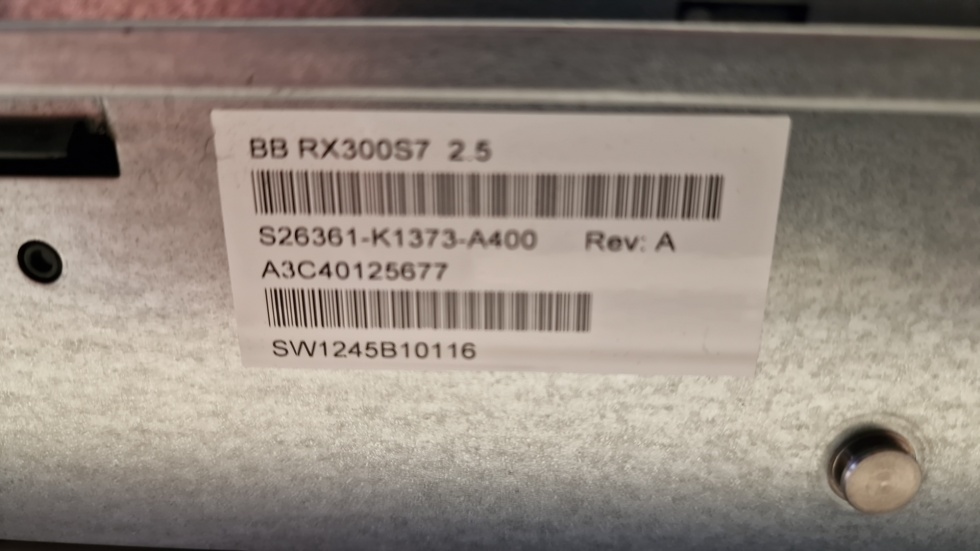 BB RX300S7 2.5
S26361-K1373-A400 Rev: A
A3C40125677
SW1245B10116